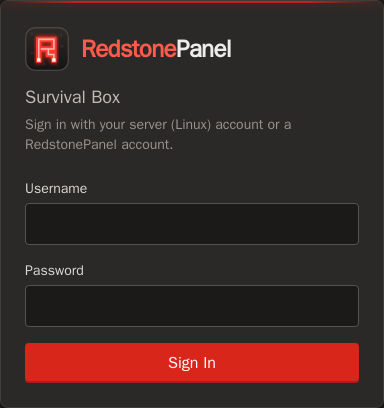 RedstonePanel
Survival Box
Sign in with your server (Linux) account or a
RedstonePanel account.
Username
Password
Sign In